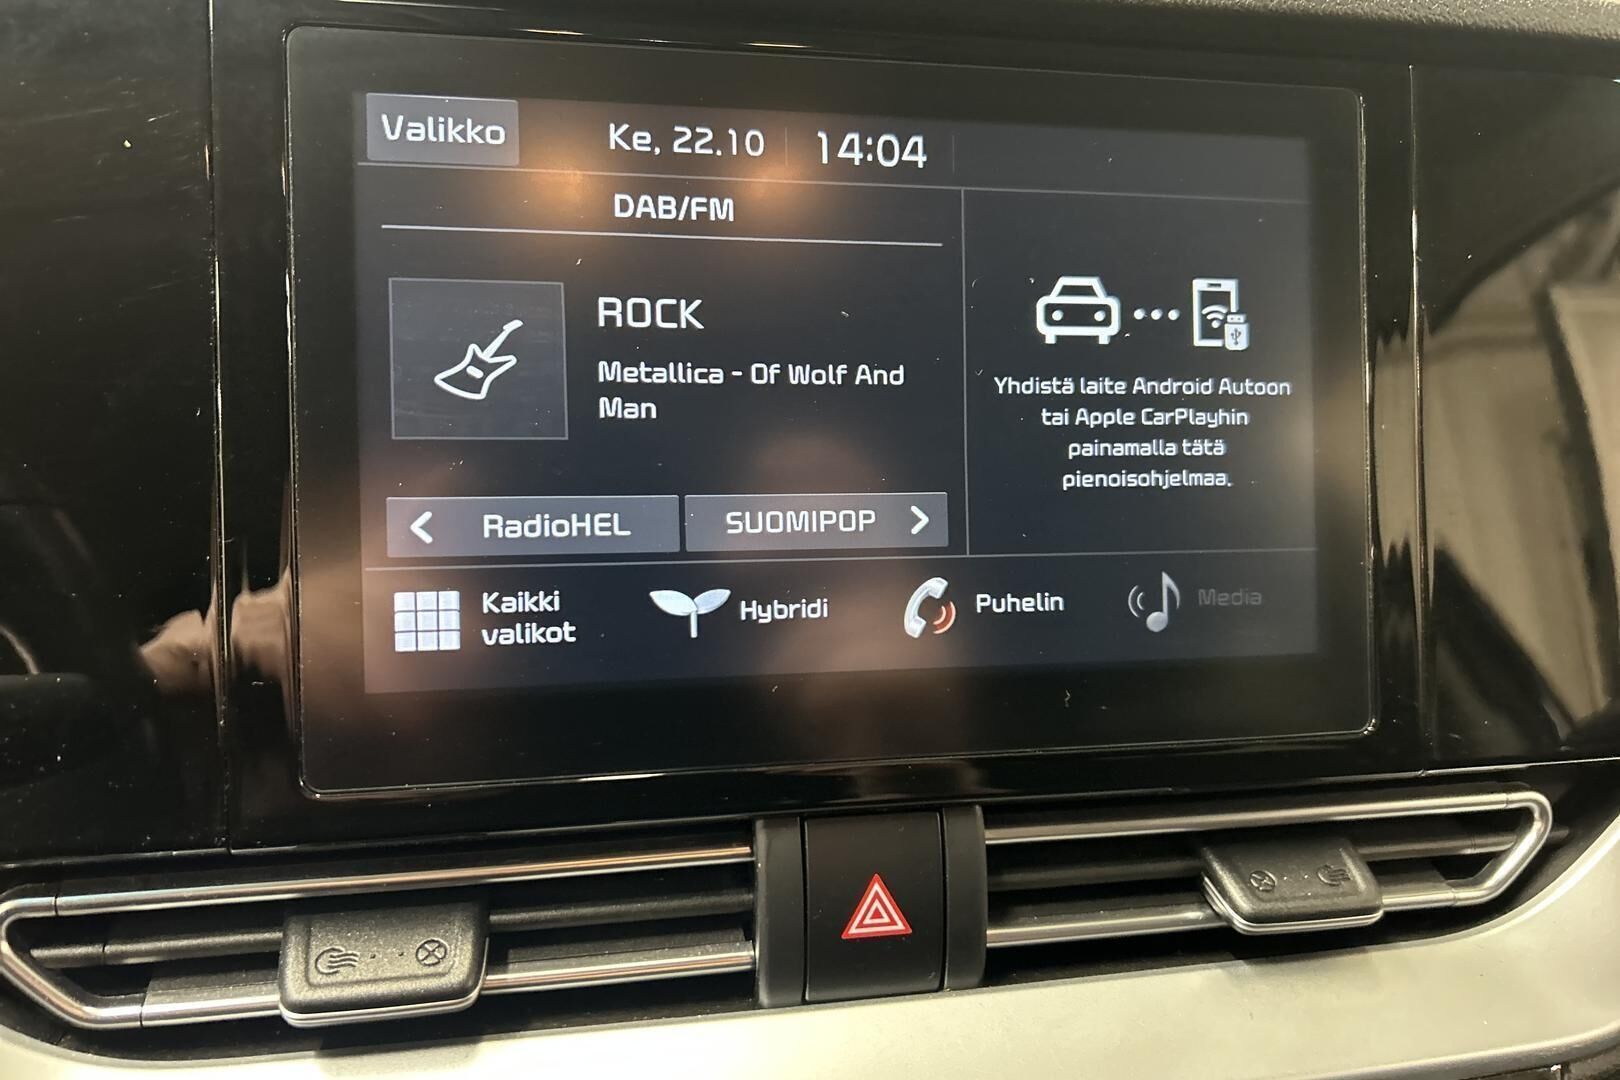 Valikko
Ke, 22.10
14:04
DAB/FM
ROCK
Metallica - Of Wolf And
Man
Yhdistä laite Android Autoon
tai Apple CarPlayhin
painamalla tätä
pienoisohjelmaa.
RadioHEL
SUOMIPOP
Kaikki
valikot
Hybridi
Puhelin
Media